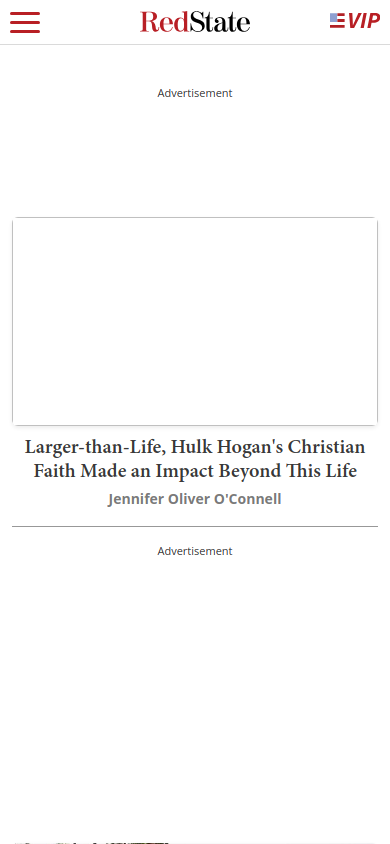 RedState
VIP
Advertisement
Larger-than-Life, Hulk Hogan's Christian
Faith Made an Impact Beyond This Life
Jennifer Oliver O'Connell
Advertisement